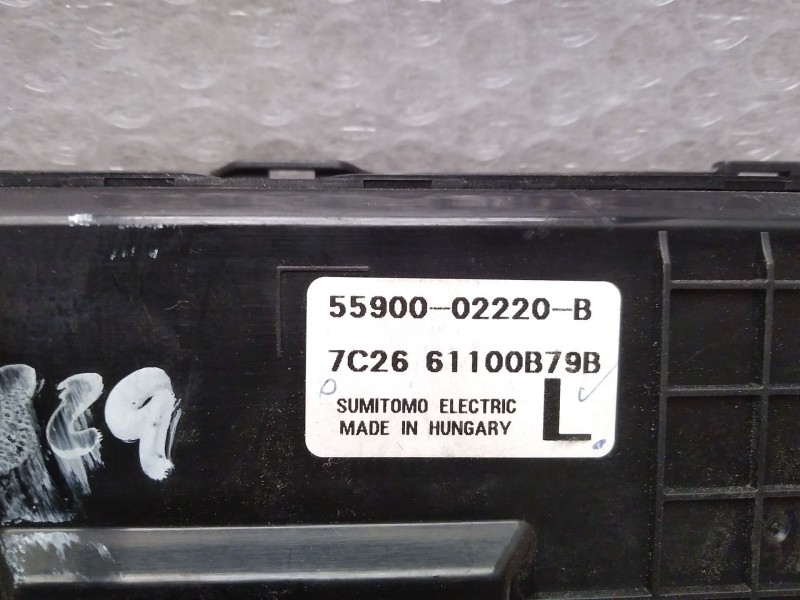 55900-02220-B
7C26 61100B79B
SUMITOMO ELECTRIC
MADE IN HUNGARY
L